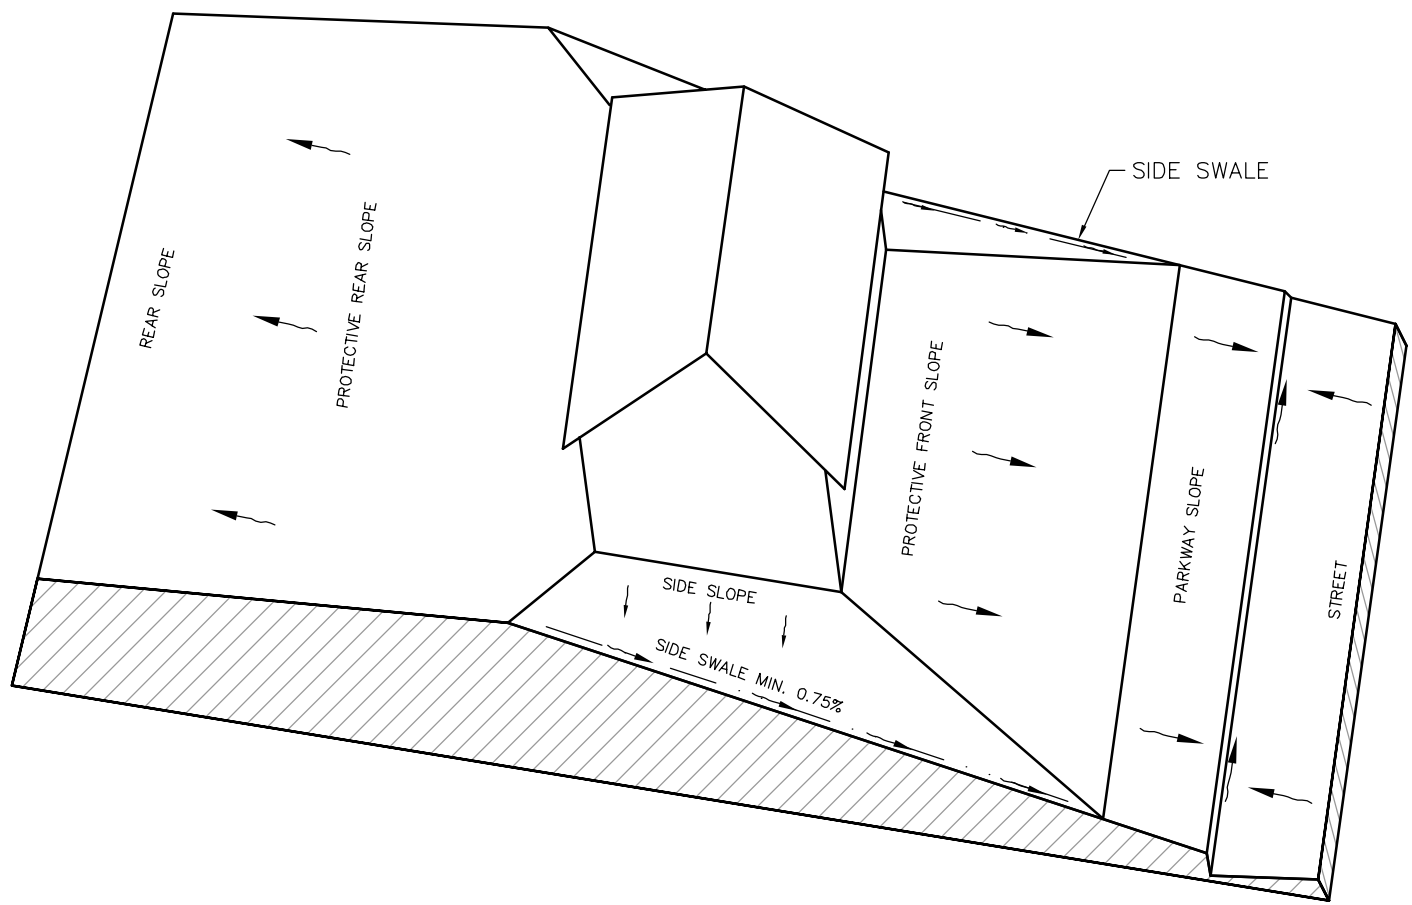 SIDE SWALE
REAR SLOPE
PROTECTIVE REAR SLOPE
PROTECTIVE FRONT SLOPE
PARKWAY SLOPE
STREET
SIDE SLOPE
SIDE SWALE MIN. 0.75%